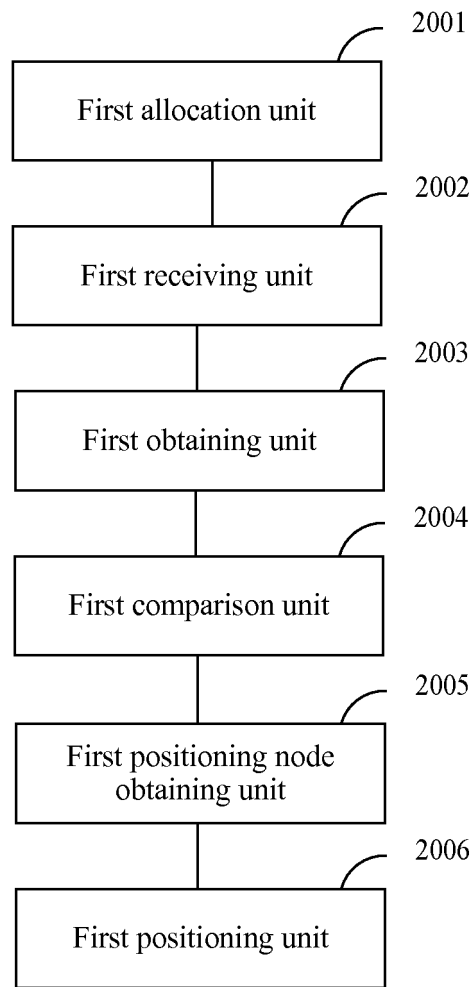 2001
First allocation unit
2002
First receiving unit
2003
First obtaining unit
2004
First comparison unit
2005
First positioning node
obtaining unit
2006
First positioning unit